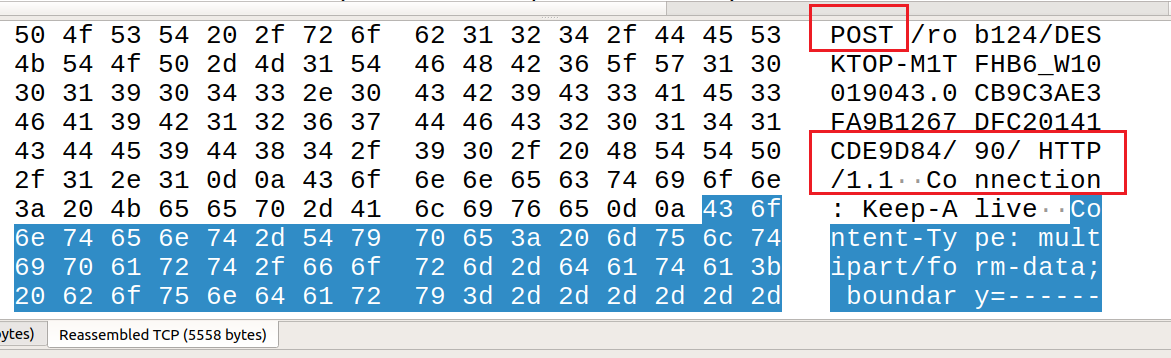 50 4f 53 54 20 2f 72 6f 62 31 32 34 2f 44 45 53 POST /ro b124/DES
4b 54 4f 50 2d 4d 31 54 46 48 42 36 5f 57 31 30 KTOP-M1T FHB6_W10
30 31 39 30 34 33 2e 30 43 42 39 43 33 41 45 33 019043.0 CB9C3AE3
46 41 39 42 31 32 36 37 44 46 43 32 30 31 34 31 FA9B1267 DFC20141
43 44 45 39 44 38 34 2f 39 30 2f 20 48 54 54 50 CDE9D84/ 90/ HTTP
2f 31 2e 31 0d 0a 43 6f 6e 6e 65 63 74 69 6f 6e /1.1··Co nnection
3a 20 4b 65 65 70 2d 41 6c 69 76 65 0d 0a 43 6f : Keep-A live··Co
6e 74 65 6e 74 2d 54 79 70 65 3a 20 6d 75 6c 74 ntent-Ty pe: mult
69 70 61 72 74 2f 66 6f 72 6d 2d 64 61 74 61 3b ipart/fo rm-data;
20 62 6f 75 6e 64 61 72 79 3d 2d 2d 2d 2d 2d 2d boundar y=------
ytes) Reassembled TCP (5558 bytes)